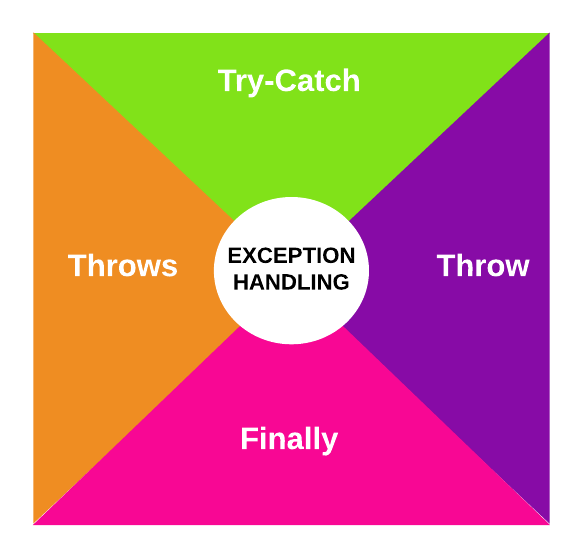 Try-Catch
Throws
EXCEPTION
HANDLING
Throw
Finally